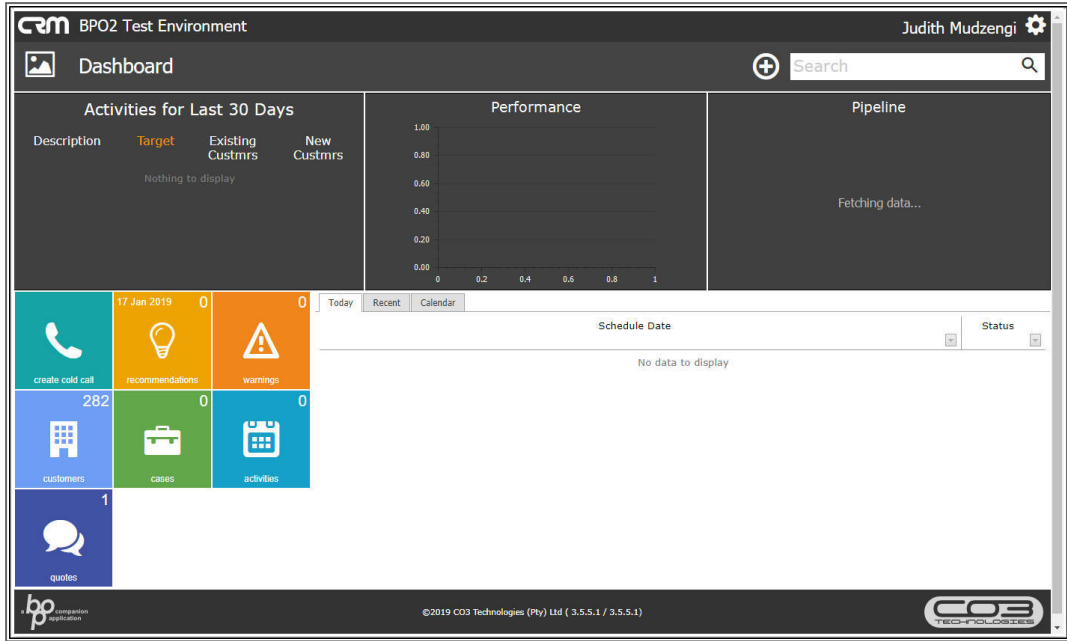 CRM BPO2 Test Environment
Judith Mudzengi
Dashboard
Search
Activities for Last 30 Days
Description Target Existing Custmrs New Custmrs
Nothing to display
Performance
1.00
0.80
0.60
0.40
0.20
0.00
0 0.2 0.4 0.6 0.8 1
Pipeline
Fetching data...
create cold call
17 Jan 2019 0
recommendations
0
warnings
282
customers
0
cases
0
activities
1
quotes
Today Recent Calendar
Schedule Date Status
No data to display
a bpo companion
application
©2019 CO3 Technologies (Pty) Ltd ( 3.5.5.1 / 3.5.5.1)
CO3
TECHNOLOGIES